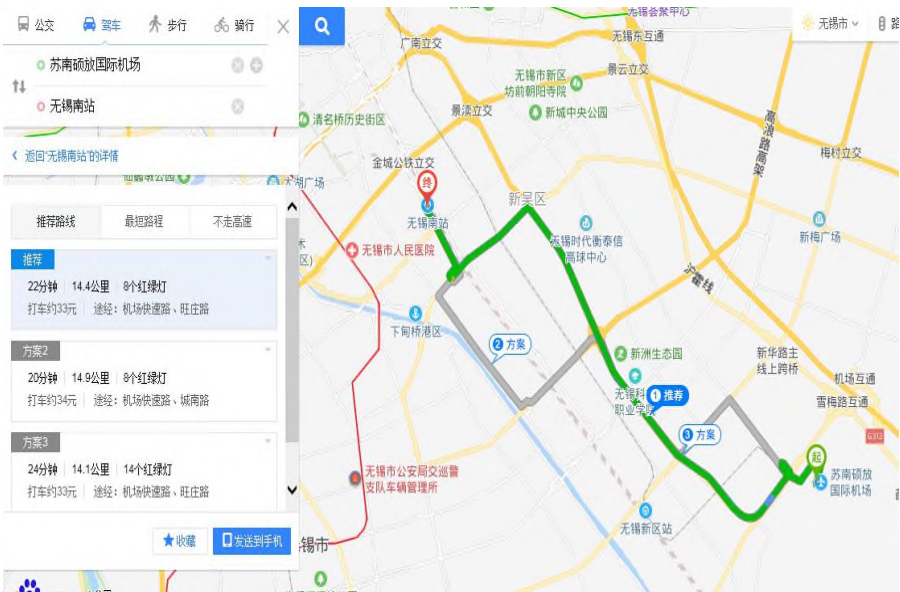 公交
驾车
步行
骑行
苏南硕放国际机场
无锡南站
返回"无锡南站"的详情
推荐路线
最短路程
不走高速
推荐
22分钟 14.4公里 8个红绿灯
打车约33元 途经：机场快速路、旺庄路
方案2
20分钟 14.9公里 8个红绿灯
打车约34元 途经：机场快速路、城南路
方案3
24分钟 14.1公里 14个红绿灯
打车约33元 途经：机场快速路、旺庄路
收藏
发送到手机
无锡市
路
广南立交
无锡东互通
无锡市新区
坊前朝阳寺院
景云立交
清名桥历史街区
景渎立交
新城中央公园
高浪路高架
梅村立交
金城公铁立交
太湖广场
终
无锡南站
新吴区
无锡市人民医院
无锡时代衡泰信
高球中心
新梅广场
沪霍线
下甸桥港区
2 方案
新洲生态园
新华路主
线上跨桥
机场互通
雪梅路互通
无锡科
职业学院
1 推荐
3 方案
G312
起
苏南硕放
国际机场
无锡市公安局交巡警
支队车辆管理所
无锡新区站
锡市